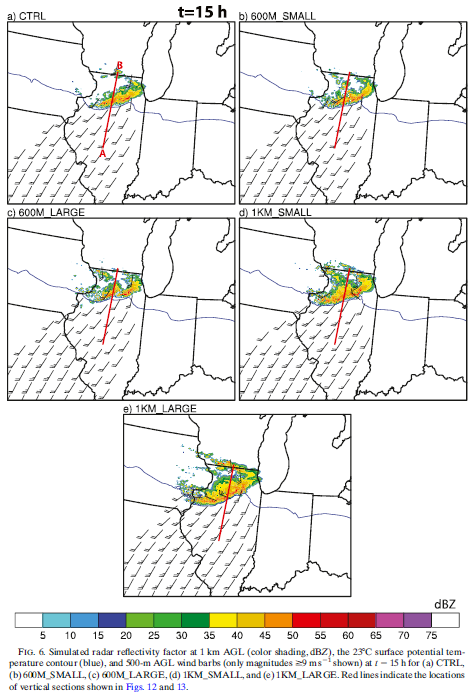 t=15 h
a) CTRL
b) 600M_SMALL
B
A
c) 600M_LARGE
d) 1KM_SMALL
e) 1KM_LARGE
dBZ
5 10 15 20 25 30 35 40 45 50 55 60 65 70 75
FIG. 6. Simulated radar reflectivity factor at 1 km AGL (color shading, dBZ), the 23°C surface potential tem-
perature contour (blue), and 500-m AGL wind barbs (only magnitudes ≥9 m s⁻¹ shown) at t = 15 h for (a) CTRL,
(b) 600M_SMALL, (c) 600M_LARGE, (d) 1KM_SMALL, and (e) 1KM_LARGE. Red lines indicate the locations
of vertical sections shown in Figs. 12 and 13.